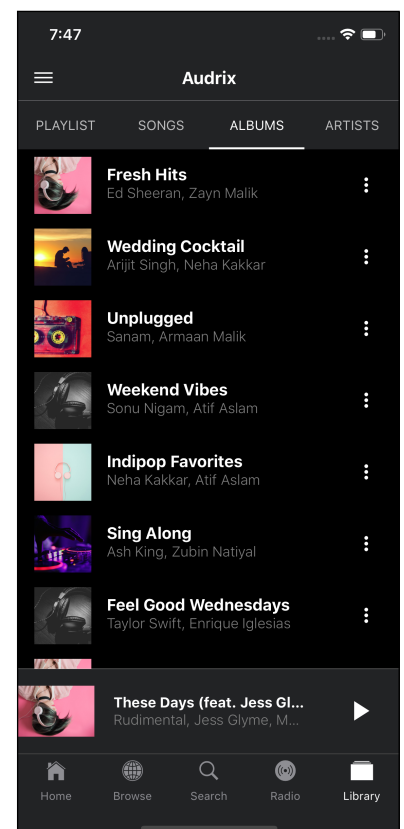 7:47
Audrix
PLAYLIST SONGS ALBUMS ARTISTS
Fresh Hits
Ed Sheeran, Zayn Malik
Wedding Cocktail
Arijit Singh, Neha Kakkar
Unplugged
Sanam, Armaan Malik
Weekend Vibes
Sonu Nigam, Atif Aslam
Indipop Favorites
Neha Kakkar, Atif Aslam
Sing Along
Ash King, Zubin Natiyal
Feel Good Wednesdays
Taylor Swift, Enrique Iglesias
These Days (feat. Jess Gl...
Rudimental, Jess Glyme, M...
Home Browse Search Radio Library